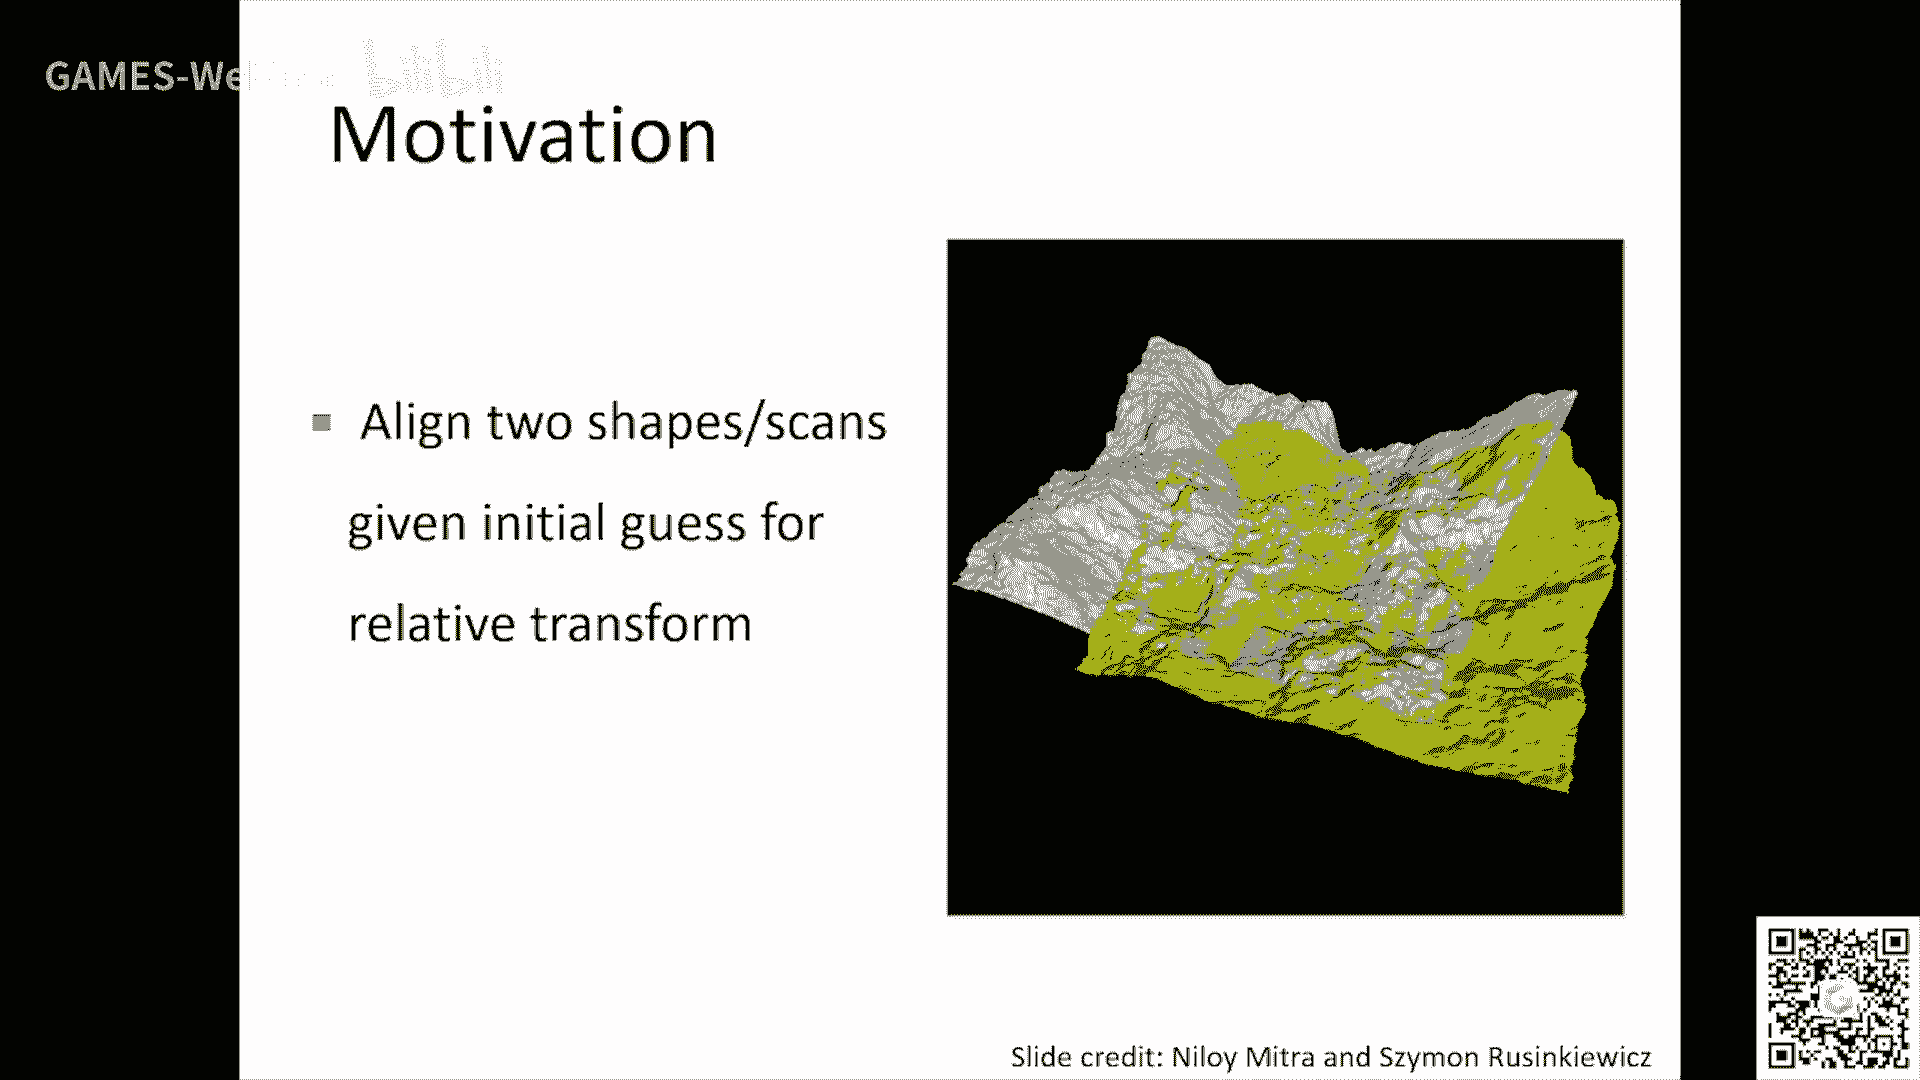 GAMES-We
bilibili
Motivation
▪ Align two shapes/scans
given initial guess for
relative transform
Slide credit: Niloy Mitra and Szymon Rusinkiewicz